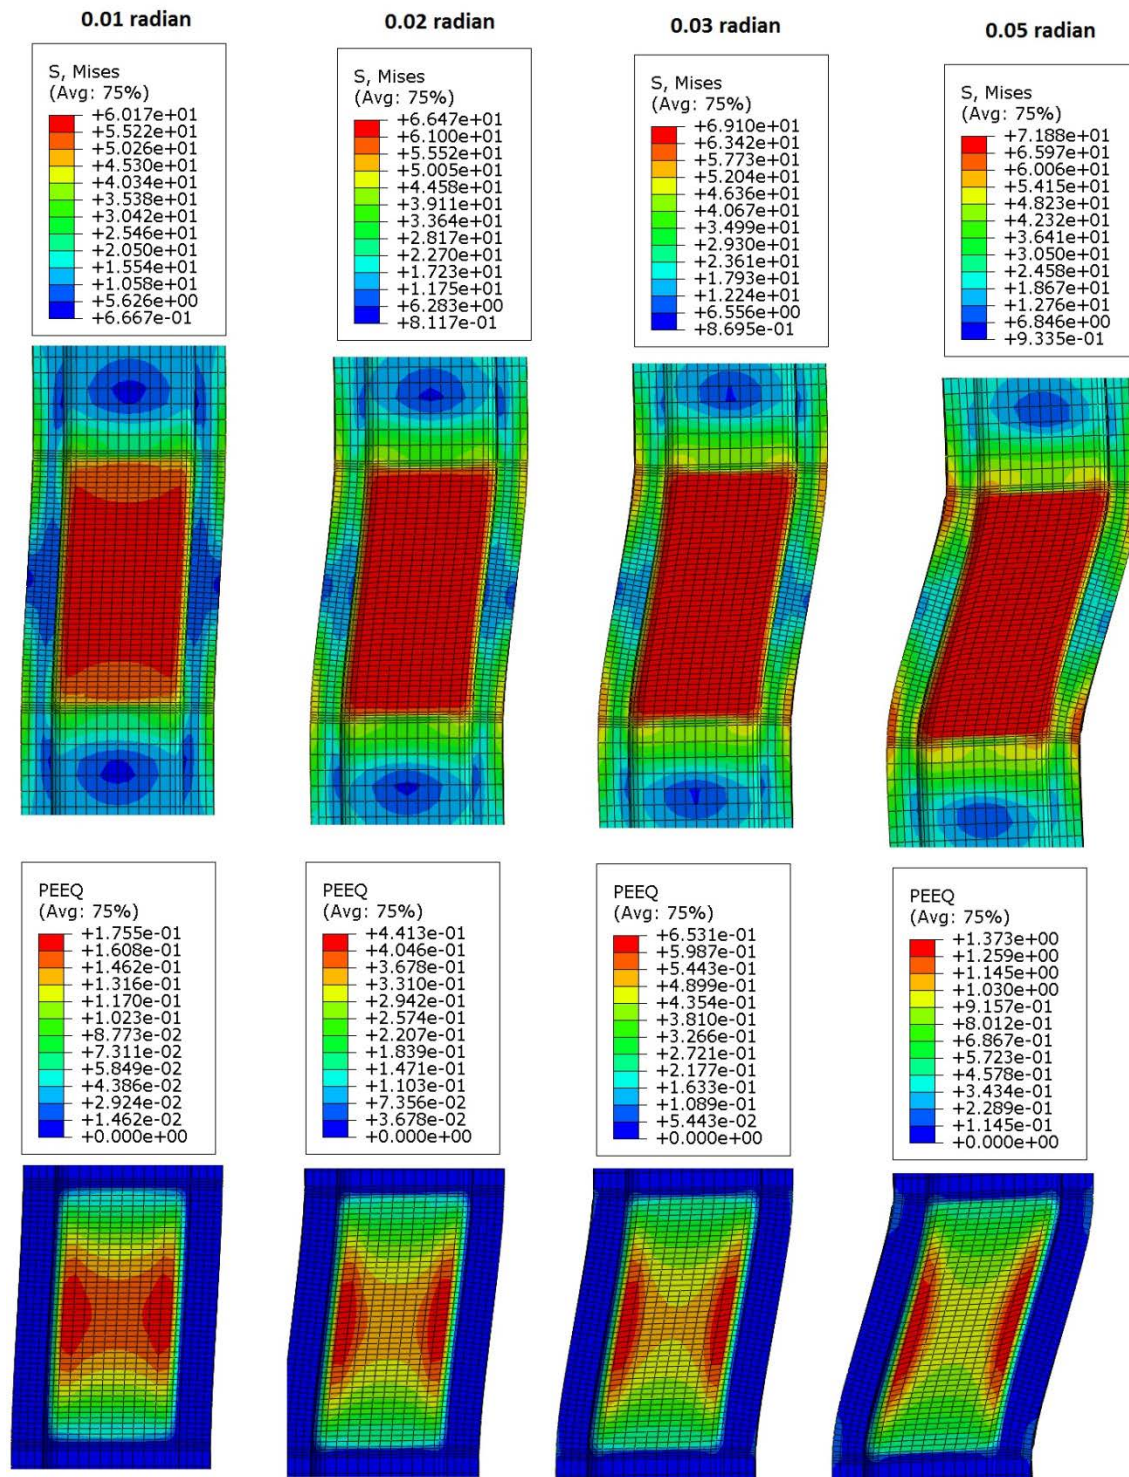 0.01 radian
0.02 radian
0.03 radian
0.05 radian
S, Mises
(Avg: 75%)
+6.017e+01
+5.522e+01
+5.026e+01
+4.530e+01
+4.034e+01
+3.538e+01
+3.042e+01
+2.546e+01
+2.050e+01
+1.554e+01
+1.058e+01
+5.626e+00
+6.667e-01
S, Mises
(Avg: 75%)
+6.647e+01
+6.100e+01
+5.552e+01
+5.005e+01
+4.458e+01
+3.911e+01
+3.364e+01
+2.817e+01
+2.270e+01
+1.723e+01
+1.175e+01
+6.283e+00
+8.117e-01
S, Mises
(Avg: 75%)
+6.910e+01
+6.342e+01
+5.773e+01
+5.204e+01
+4.636e+01
+4.067e+01
+3.499e+01
+2.930e+01
+2.361e+01
+1.793e+01
+1.224e+01
+6.556e+00
+8.695e-01
S, Mises
(Avg: 75%)
+7.188e+01
+6.597e+01
+6.006e+01
+5.415e+01
+4.823e+01
+4.232e+01
+3.641e+01
+3.050e+01
+2.458e+01
+1.867e+01
+1.276e+01
+6.846e+00
+9.335e-01
PEEQ
(Avg: 75%)
+1.755e-01
+1.608e-01
+1.462e-01
+1.316e-01
+1.170e-01
+1.023e-01
+8.773e-02
+7.311e-02
+5.849e-02
+4.386e-02
+2.924e-02
+1.462e-02
+0.000e+00
PEEQ
(Avg: 75%)
+4.413e-01
+4.046e-01
+3.678e-01
+3.310e-01
+2.942e-01
+2.574e-01
+2.207e-01
+1.839e-01
+1.471e-01
+1.103e-01
+7.356e-02
+3.678e-02
+0.000e+00
PEEQ
(Avg: 75%)
+6.531e-01
+5.987e-01
+5.443e-01
+4.899e-01
+4.354e-01
+3.810e-01
+3.266e-01
+2.721e-01
+2.177e-01
+1.633e-01
+1.089e-01
+5.443e-02
+0.000e+00
PEEQ
(Avg: 75%)
+1.373e+00
+1.259e+00
+1.145e+00
+1.030e+00
+9.157e-01
+8.012e-01
+6.867e-01
+5.723e-01
+4.578e-01
+3.434e-01
+2.289e-01
+1.145e-01
+0.000e+00